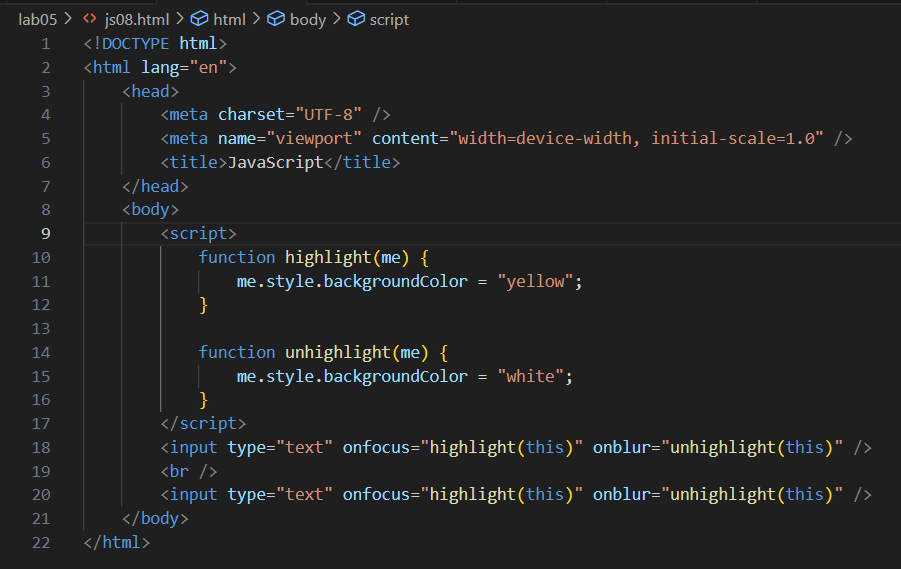 lab05 > <> js08.html > html > body > script
1 <!DOCTYPE html>
2 <html lang="en">
3 <head>
4 <meta charset="UTF-8" />
5 <meta name="viewport" content="width=device-width, initial-scale=1.0" />
6 <title>JavaScript</title>
7 </head>
8 <body>
9 <script>
10 function highlight(me) {
11 me.style.backgroundColor = "yellow";
12 }
13
14 function unhighlight(me) {
15 me.style.backgroundColor = "white";
16 }
17 </script>
18 <input type="text" onfocus="highlight(this)" onblur="unhighlight(this)" />
19 <br />
20 <input type="text" onfocus="highlight(this)" onblur="unhighlight(this)" />
21 </body>
22 </html>